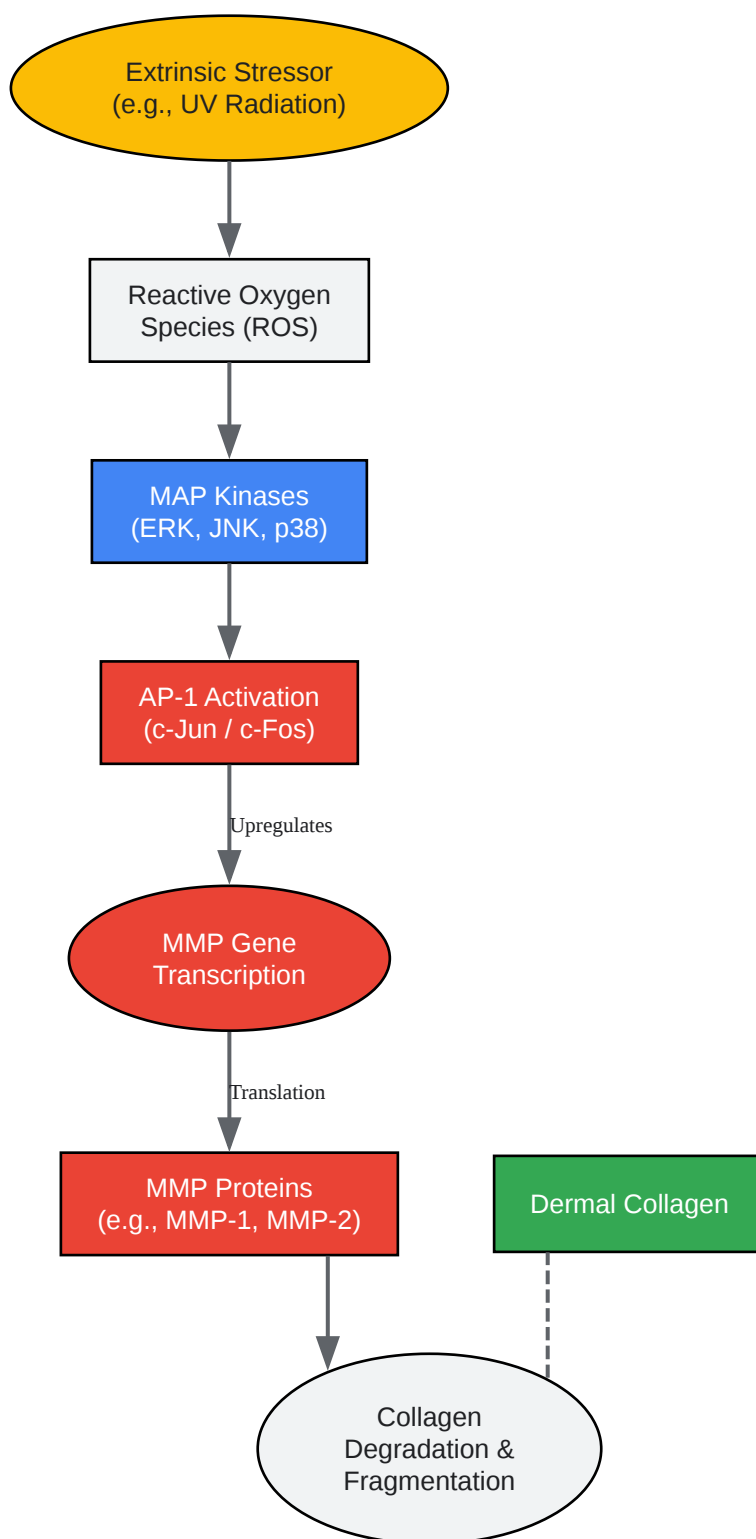 Extrinsic Stressor
(e.g., UV Radiation)
Reactive Oxygen
Species (ROS)
MAP Kinases
(ERK, JNK, p38)
AP-1 Activation
(c-Jun / c-Fos)
Upregulates
MMP Gene
Transcription
Translation
MMP Proteins
(e.g., MMP-1, MMP-2)
Dermal Collagen
Collagen
Degradation &
Fragmentation